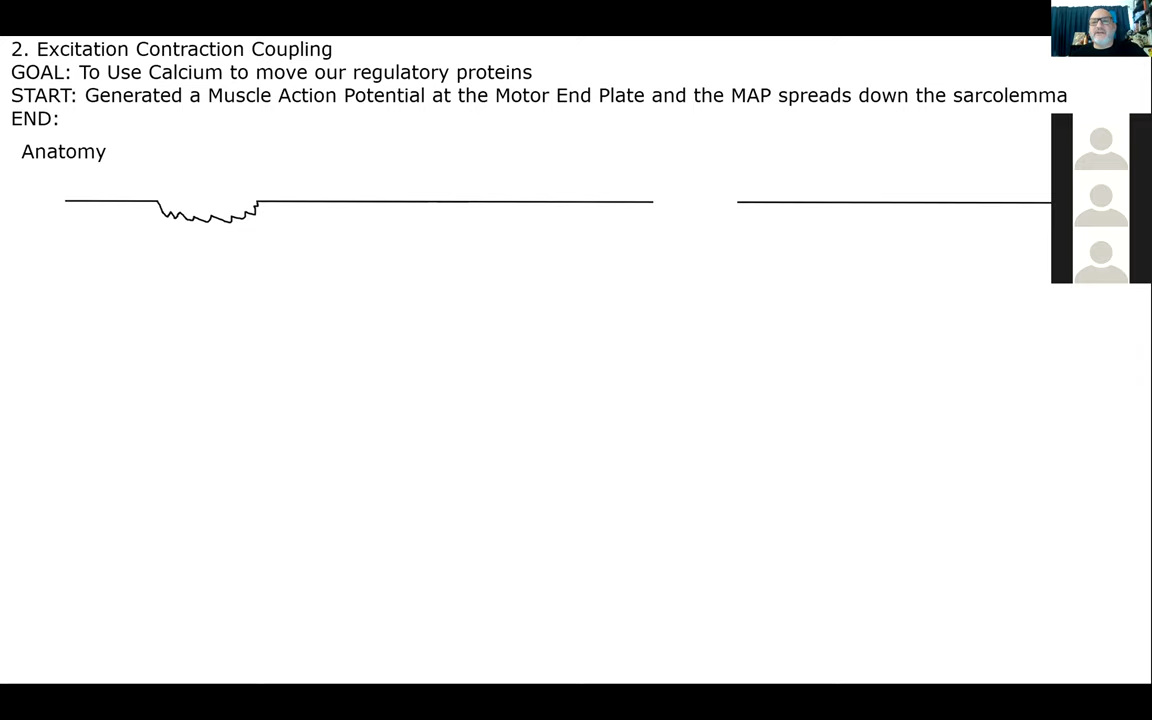 2. Excitation Contraction Coupling
GOAL: To Use Calcium to move our regulatory proteins
START: Generated a Muscle Action Potential at the Motor End Plate and the MAP spreads down the sarcolemma
END:
Anatomy